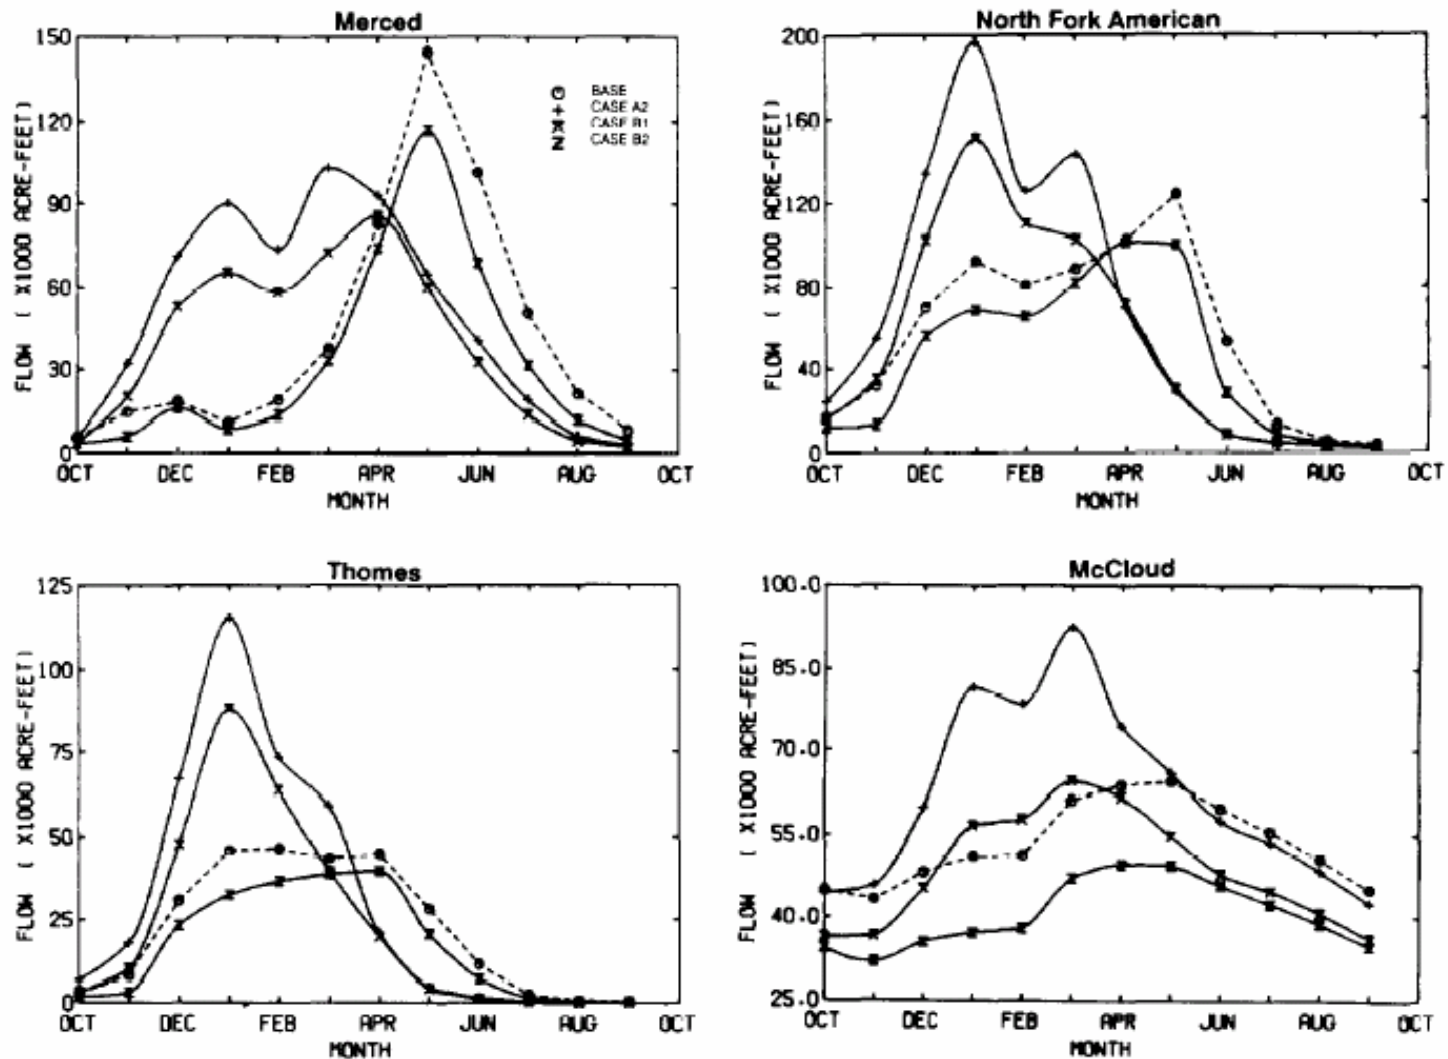 Merced
150
120
90
60
30
0
FLOW ( X1000 ACRE-FEET)
OCT DEC FEB APR JUN AUG OCT
MONTH
BASE
CASE A2
CASE B1
CASE B2
North Fork American
200
160
120
80
40
0
FLOW ( X1000 ACRE-FEET)
OCT DEC FEB APR JUN AUG OCT
MONTH
Thomes
125
100
75
50
25
0
FLOW ( X1000 ACRE-FEET)
OCT DEC FEB APR JUN AUG OCT
MONTH
McCloud
100.0
85.0
70.0
55.0
40.0
25.0
FLOW ( X1000 ACRE-FEET)
OCT DEC FEB APR JUN AUG OCT
MONTH